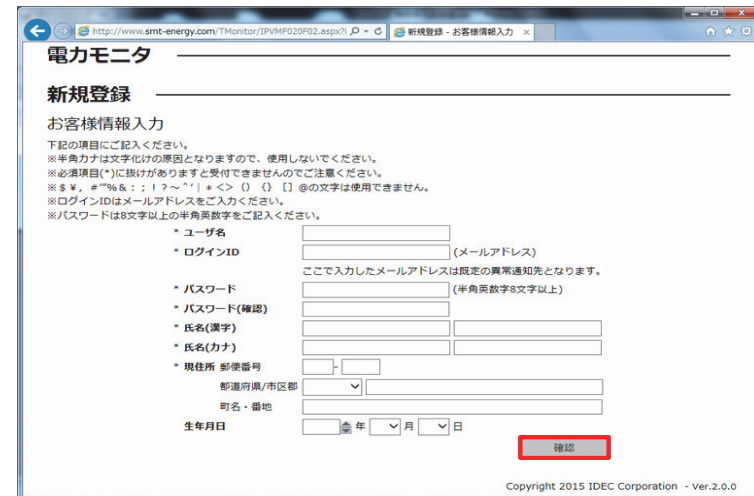 http://www.smt-energy.com/TMonitor/IPVMF020F02.aspx?i
新規登録 - お客様情報入力
電力モニタ
新規登録
お客様情報入力
下記の項目にご記入ください。
※半角カナは文字化けの原因となりますので、使用しないでください。
※必須項目(*)に抜けがありますと受付できませんのでご注意ください。
※$¥, #"'%&:;!?~^`|*<>(){}[]@の文字は使用できません。
※ログインIDはメールアドレスをご入力ください。
※パスワードは8文字以上の半角英数字をご記入ください。
* ユーザ名
* ログインID (メールアドレス)
ここで入力したメールアドレスは既定の異常通知先となります。
* パスワード (半角英数字8文字以上)
* パスワード(確認)
* 氏名(漢字)
* 氏名(カナ)
* 現住所 郵便番号 -
都道府県/市区郡
町名・番地
生年月日 年 月 日
確認
Copyright 2015 IDEC Corporation - Ver.2.0.0